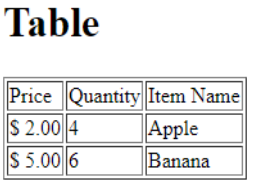 Table
Price Quantity Item Name
$ 2.00 4 Apple
$ 5.00 6 Banana